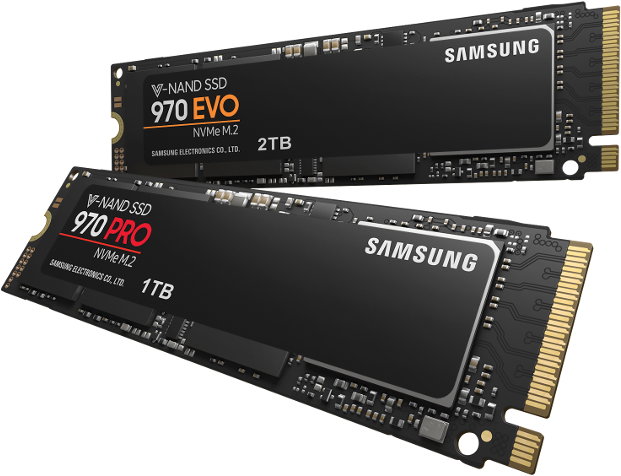 SAMSUNG
V-NAND SSD
970 EVO
NVMe M.2
SAMSUNG ELECTRONICS CO., LTD.
2TB
V-NAND SSD
970 PRO
NVMe M.2
SAMSUNG ELECTRONICS CO., LTD.
1TB
SAMSUNG